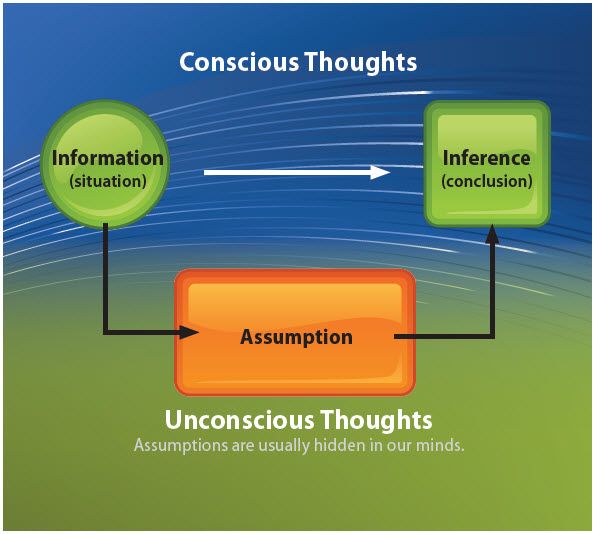 Conscious Thoughts
Information
(situation)
Inference
(conclusion)
Assumption
Unconscious Thoughts
Assumptions are usually hidden in our minds.